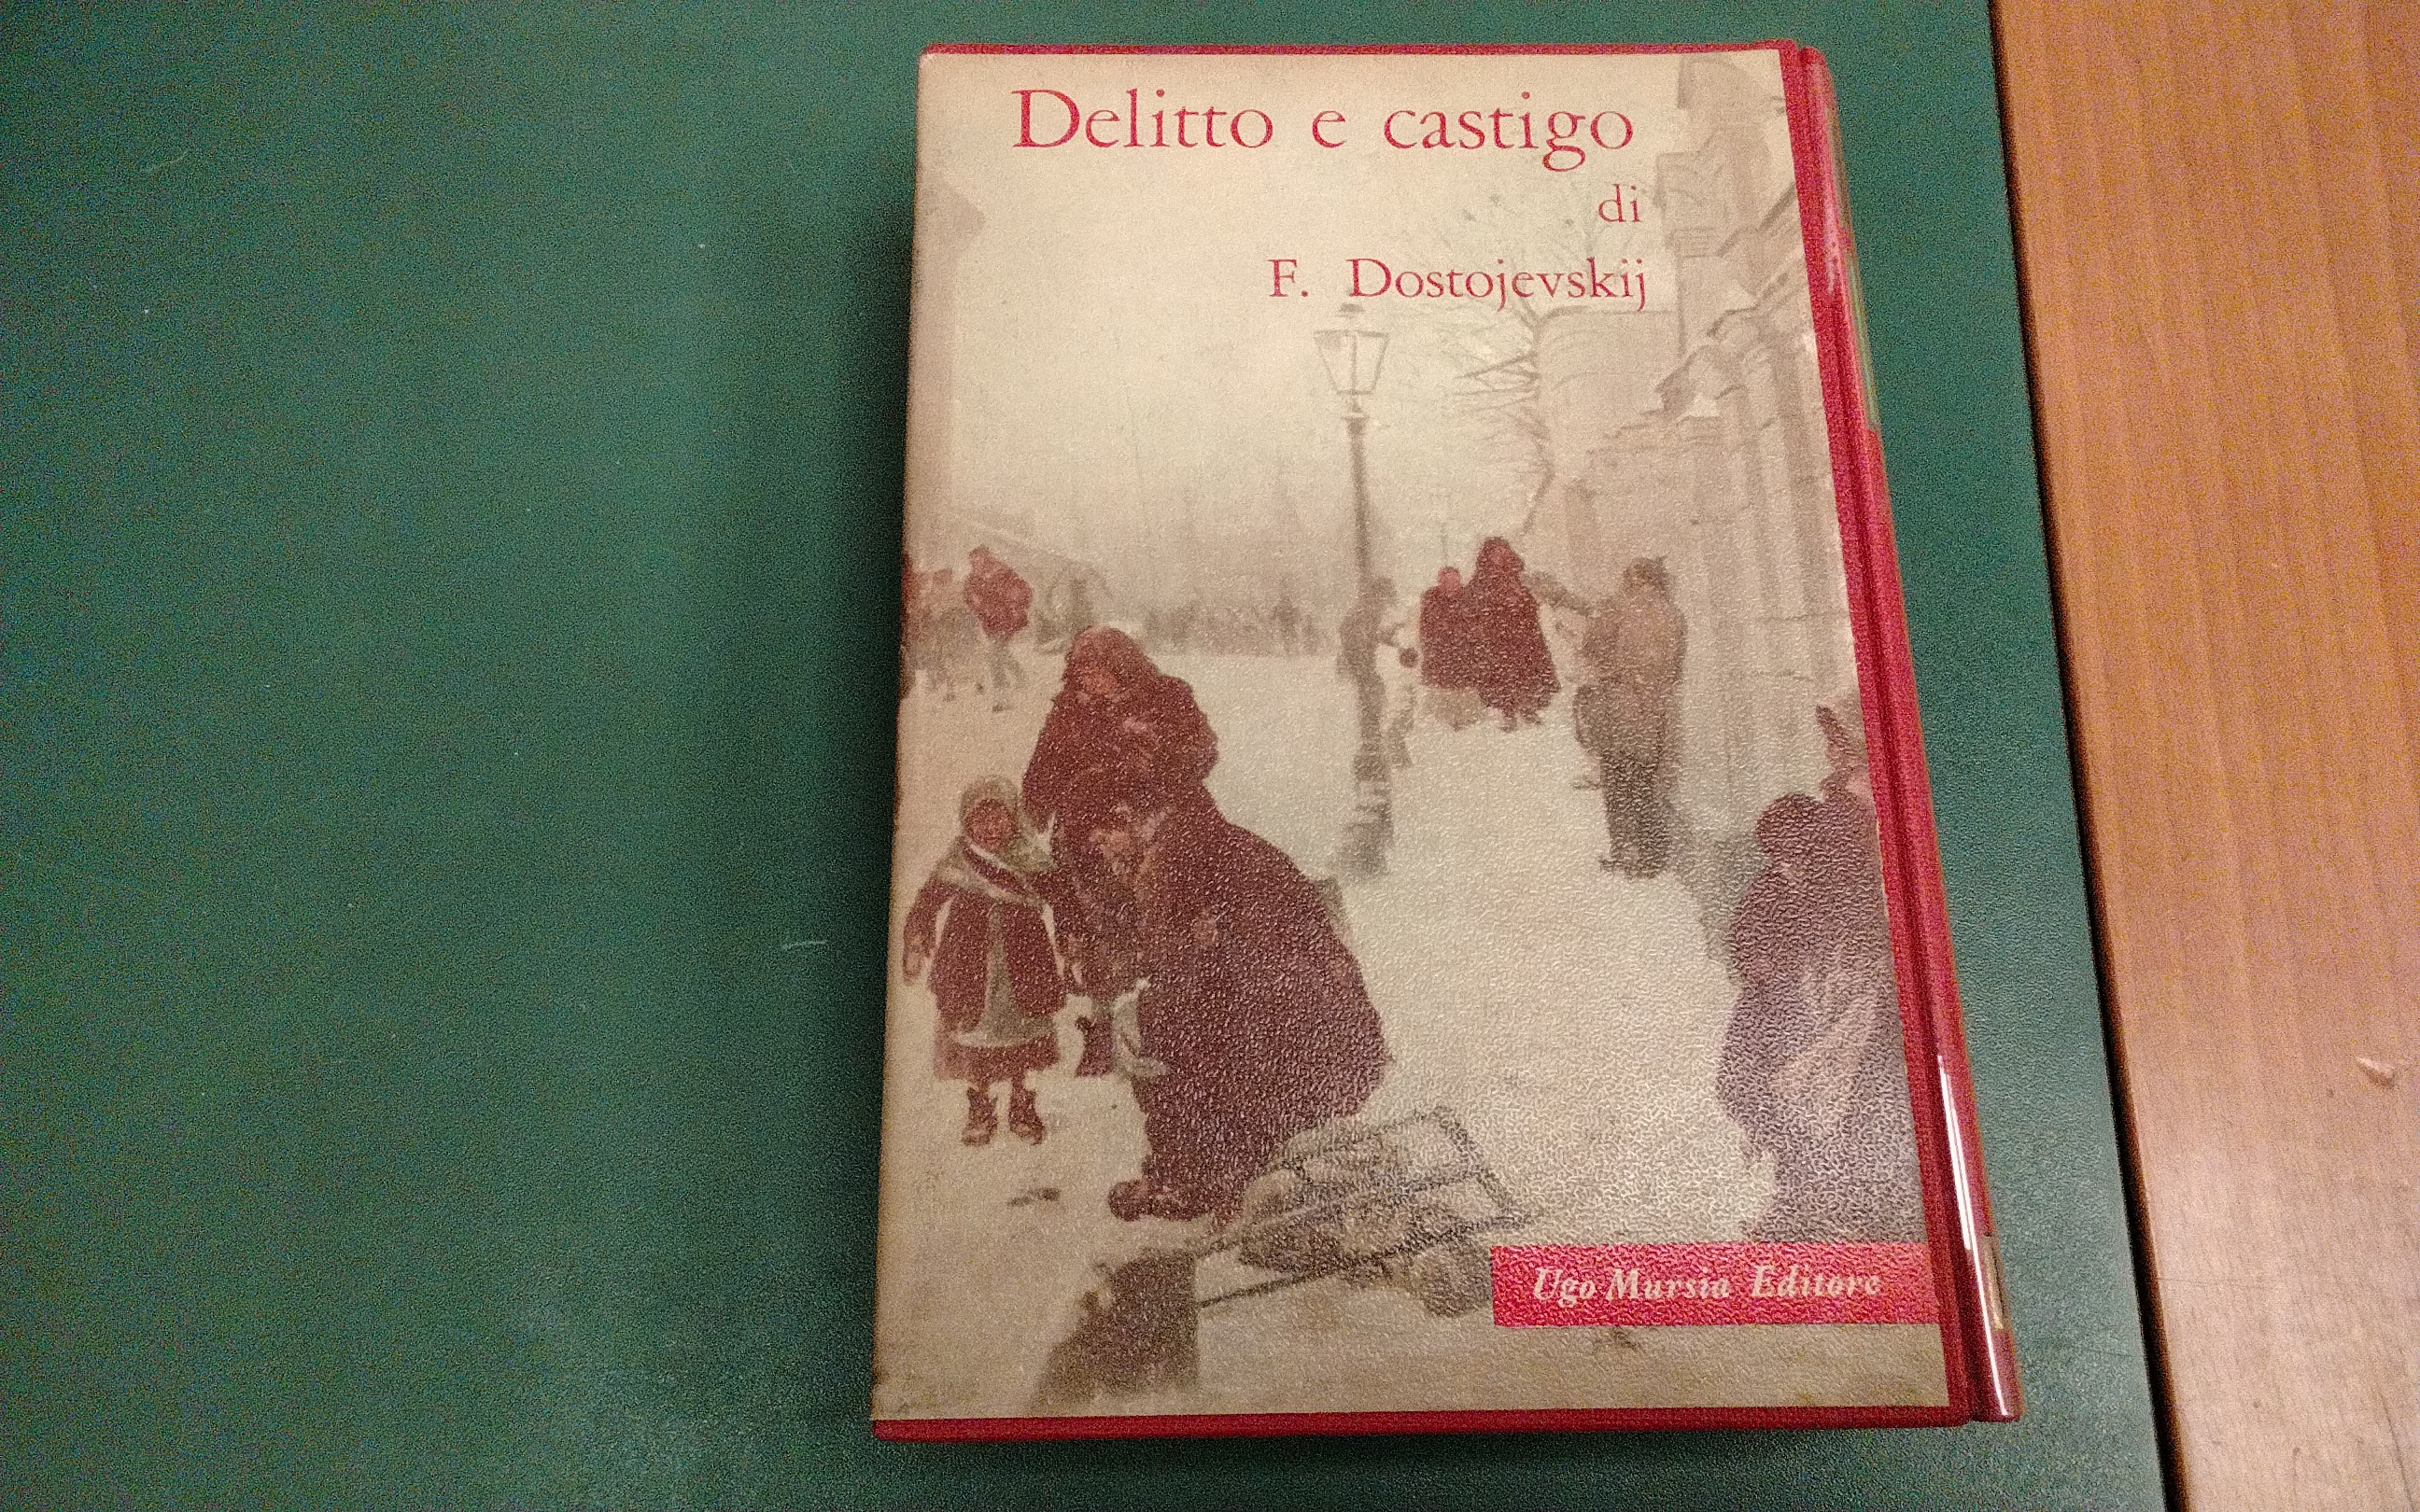 Delitto e castigo
di
F. Dostojevskij
Ugo Mursia Editore